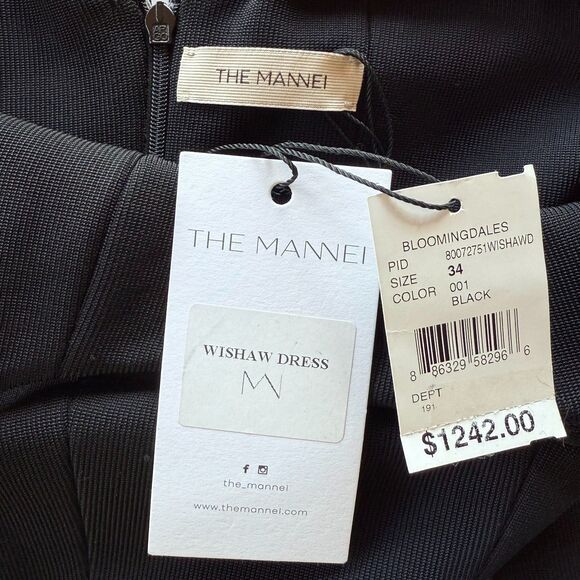 THE MANNEI
THE MANNEI
WISHAW DRESS
the_mannei
www.themannei.com
BLOOMINGDALES
PID 80072751WISHAWD
SIZE 34
COLOR 001
BLACK
8 86329 58296 6
DEPT
191
$1242.00